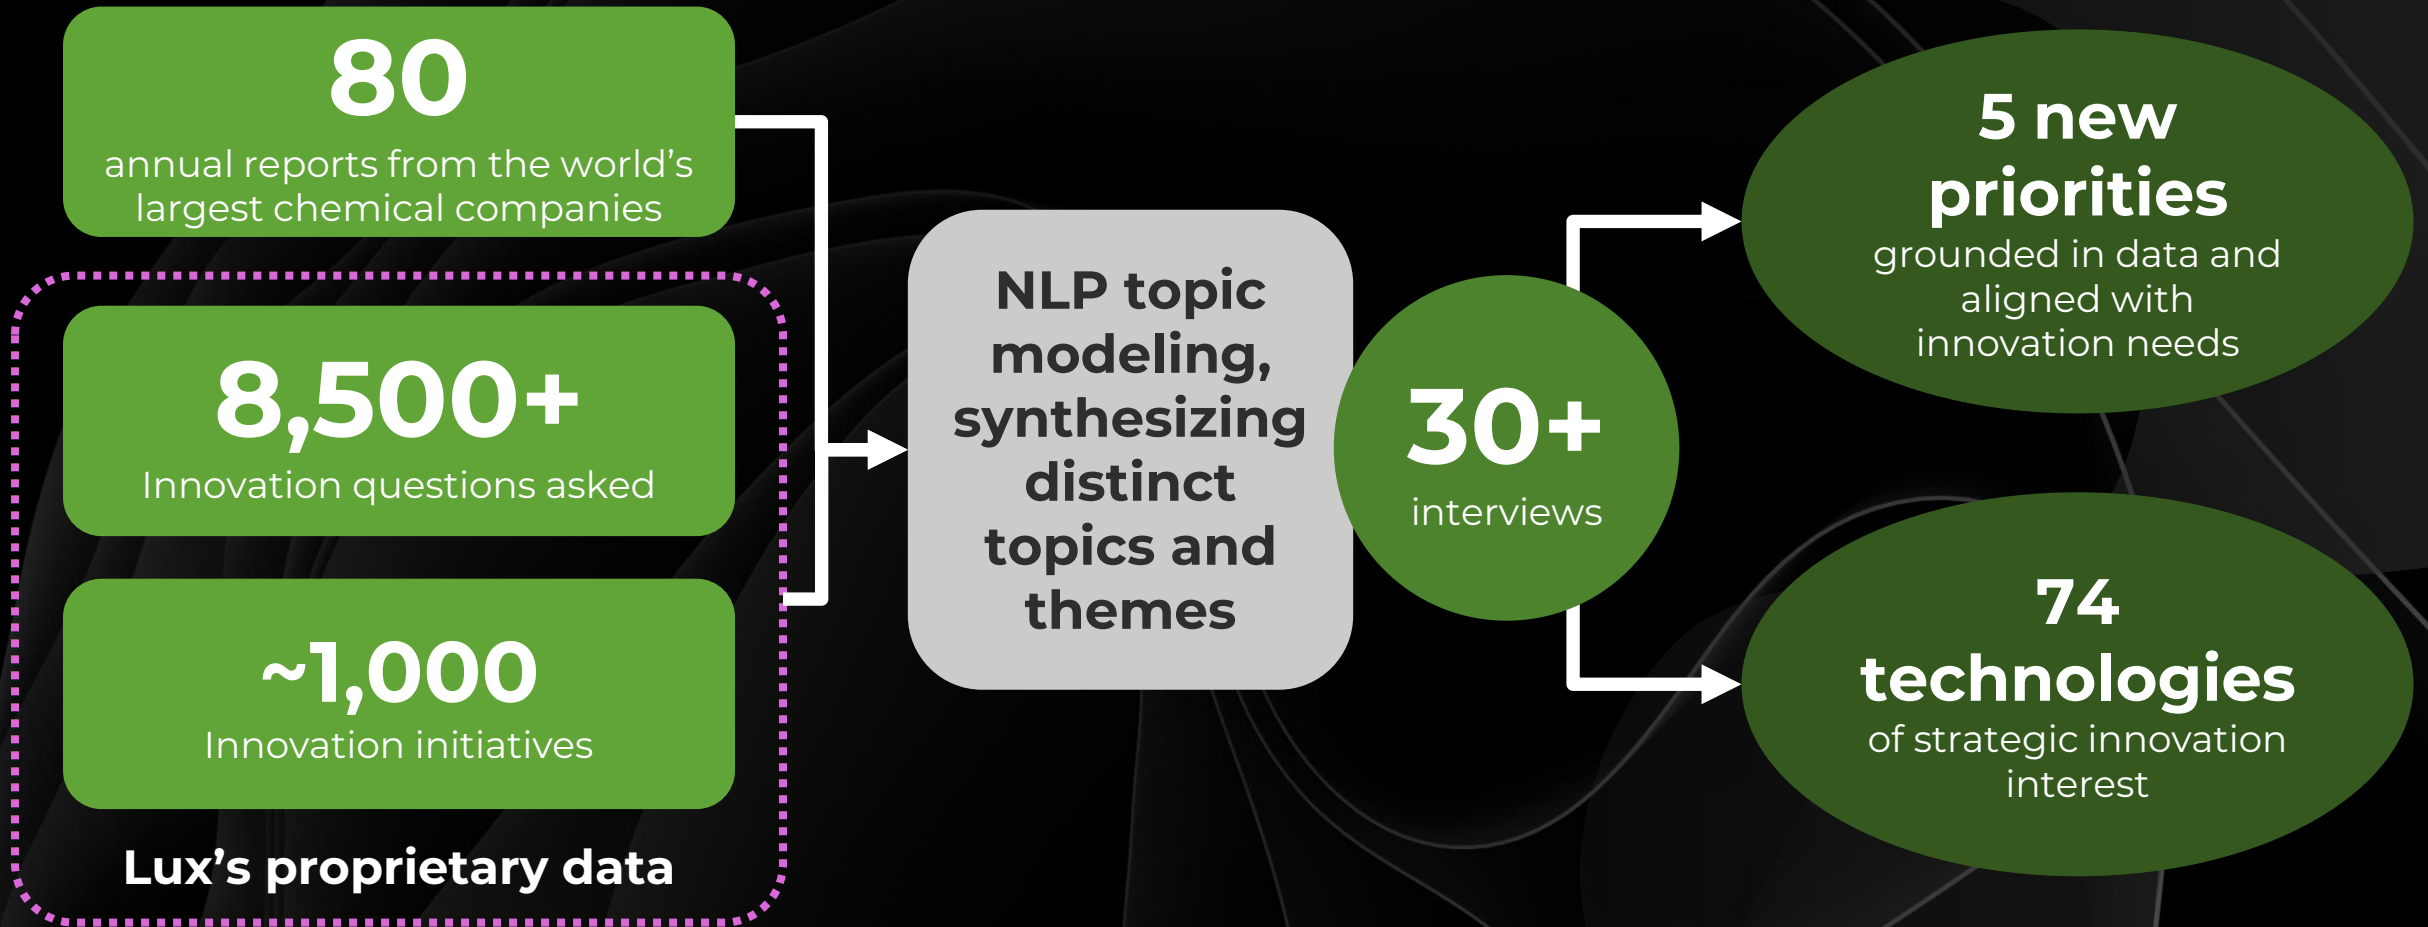 80
annual reports from the world's
largest chemical companies
8,500+
Innovation questions asked
~1,000
Innovation initiatives
Lux's proprietary data
NLP topic
modeling,
synthesizing
distinct
topics and
themes
30+
interviews
5 new
priorities
grounded in data and
aligned with
innovation needs
74
technologies
of strategic innovation
interest